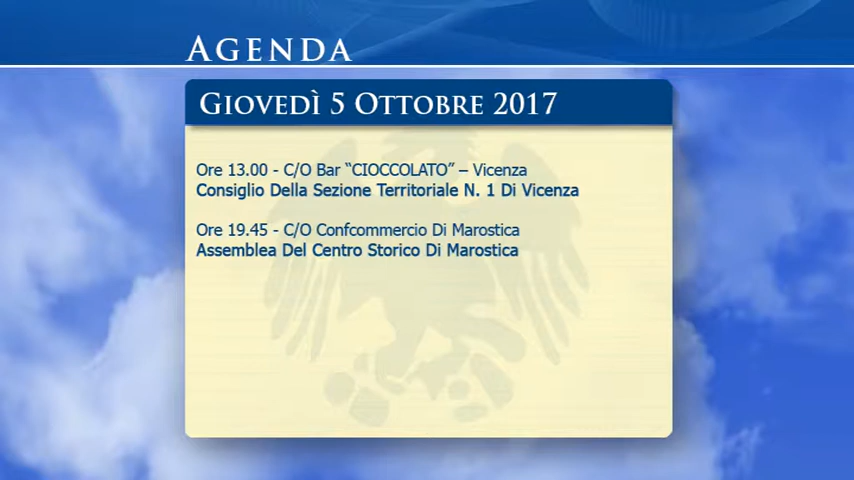 AGENDA
GIOVEDÌ 5 OTTOBRE 2017
Ore 13.00 - C/O Bar “CIOCCOLATO” – Vicenza
Consiglio Della Sezione Territoriale N. 1 Di Vicenza
Ore 19.45 - C/O Confcommercio Di Marostica
Assemblea Del Centro Storico Di Marostica